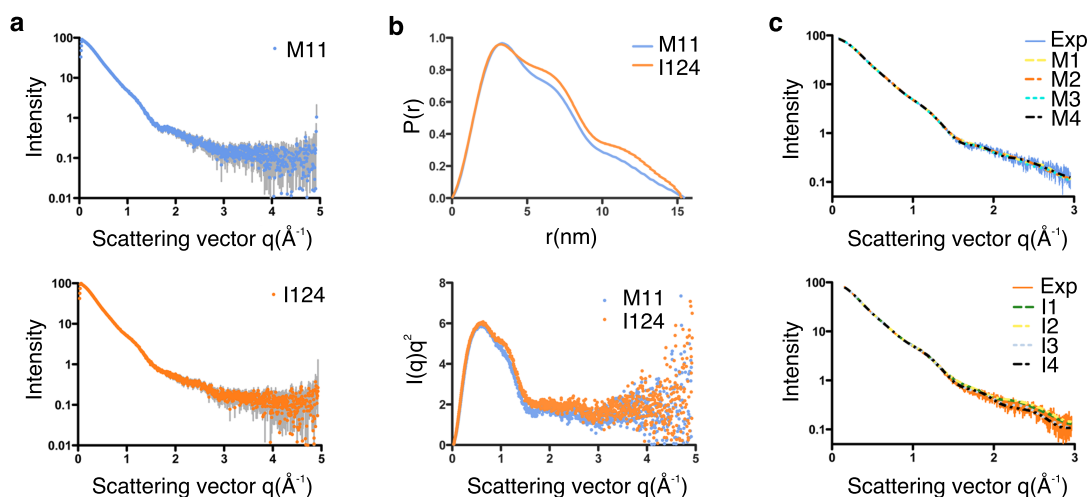 a
Intensity
100
10
1
0.1
0.01
0
1
2
3
4
5
M11
Scattering vector q(Å⁻¹)
Intensity
100
10
1
0.1
0.01
0
1
2
3
4
5
I124
Scattering vector q(Å⁻¹)
b
P(r)
1.0
0.8
0.6
0.4
0.2
0.0
0
5
10
15
M11
I124
r(nm)
I(q)q²
8
6
4
2
0
0
1
2
3
4
5
M11
I124
Scattering vector q(Å⁻¹)
c
Intensity
100
10
1
0.1
0
1
2
3
Exp
M1
M2
M3
M4
Scattering vector q(Å⁻¹)
Intensity
100
10
1
0.1
0
1
2
3
Exp
I1
I2
I3
I4
Scattering vector q(Å⁻¹)